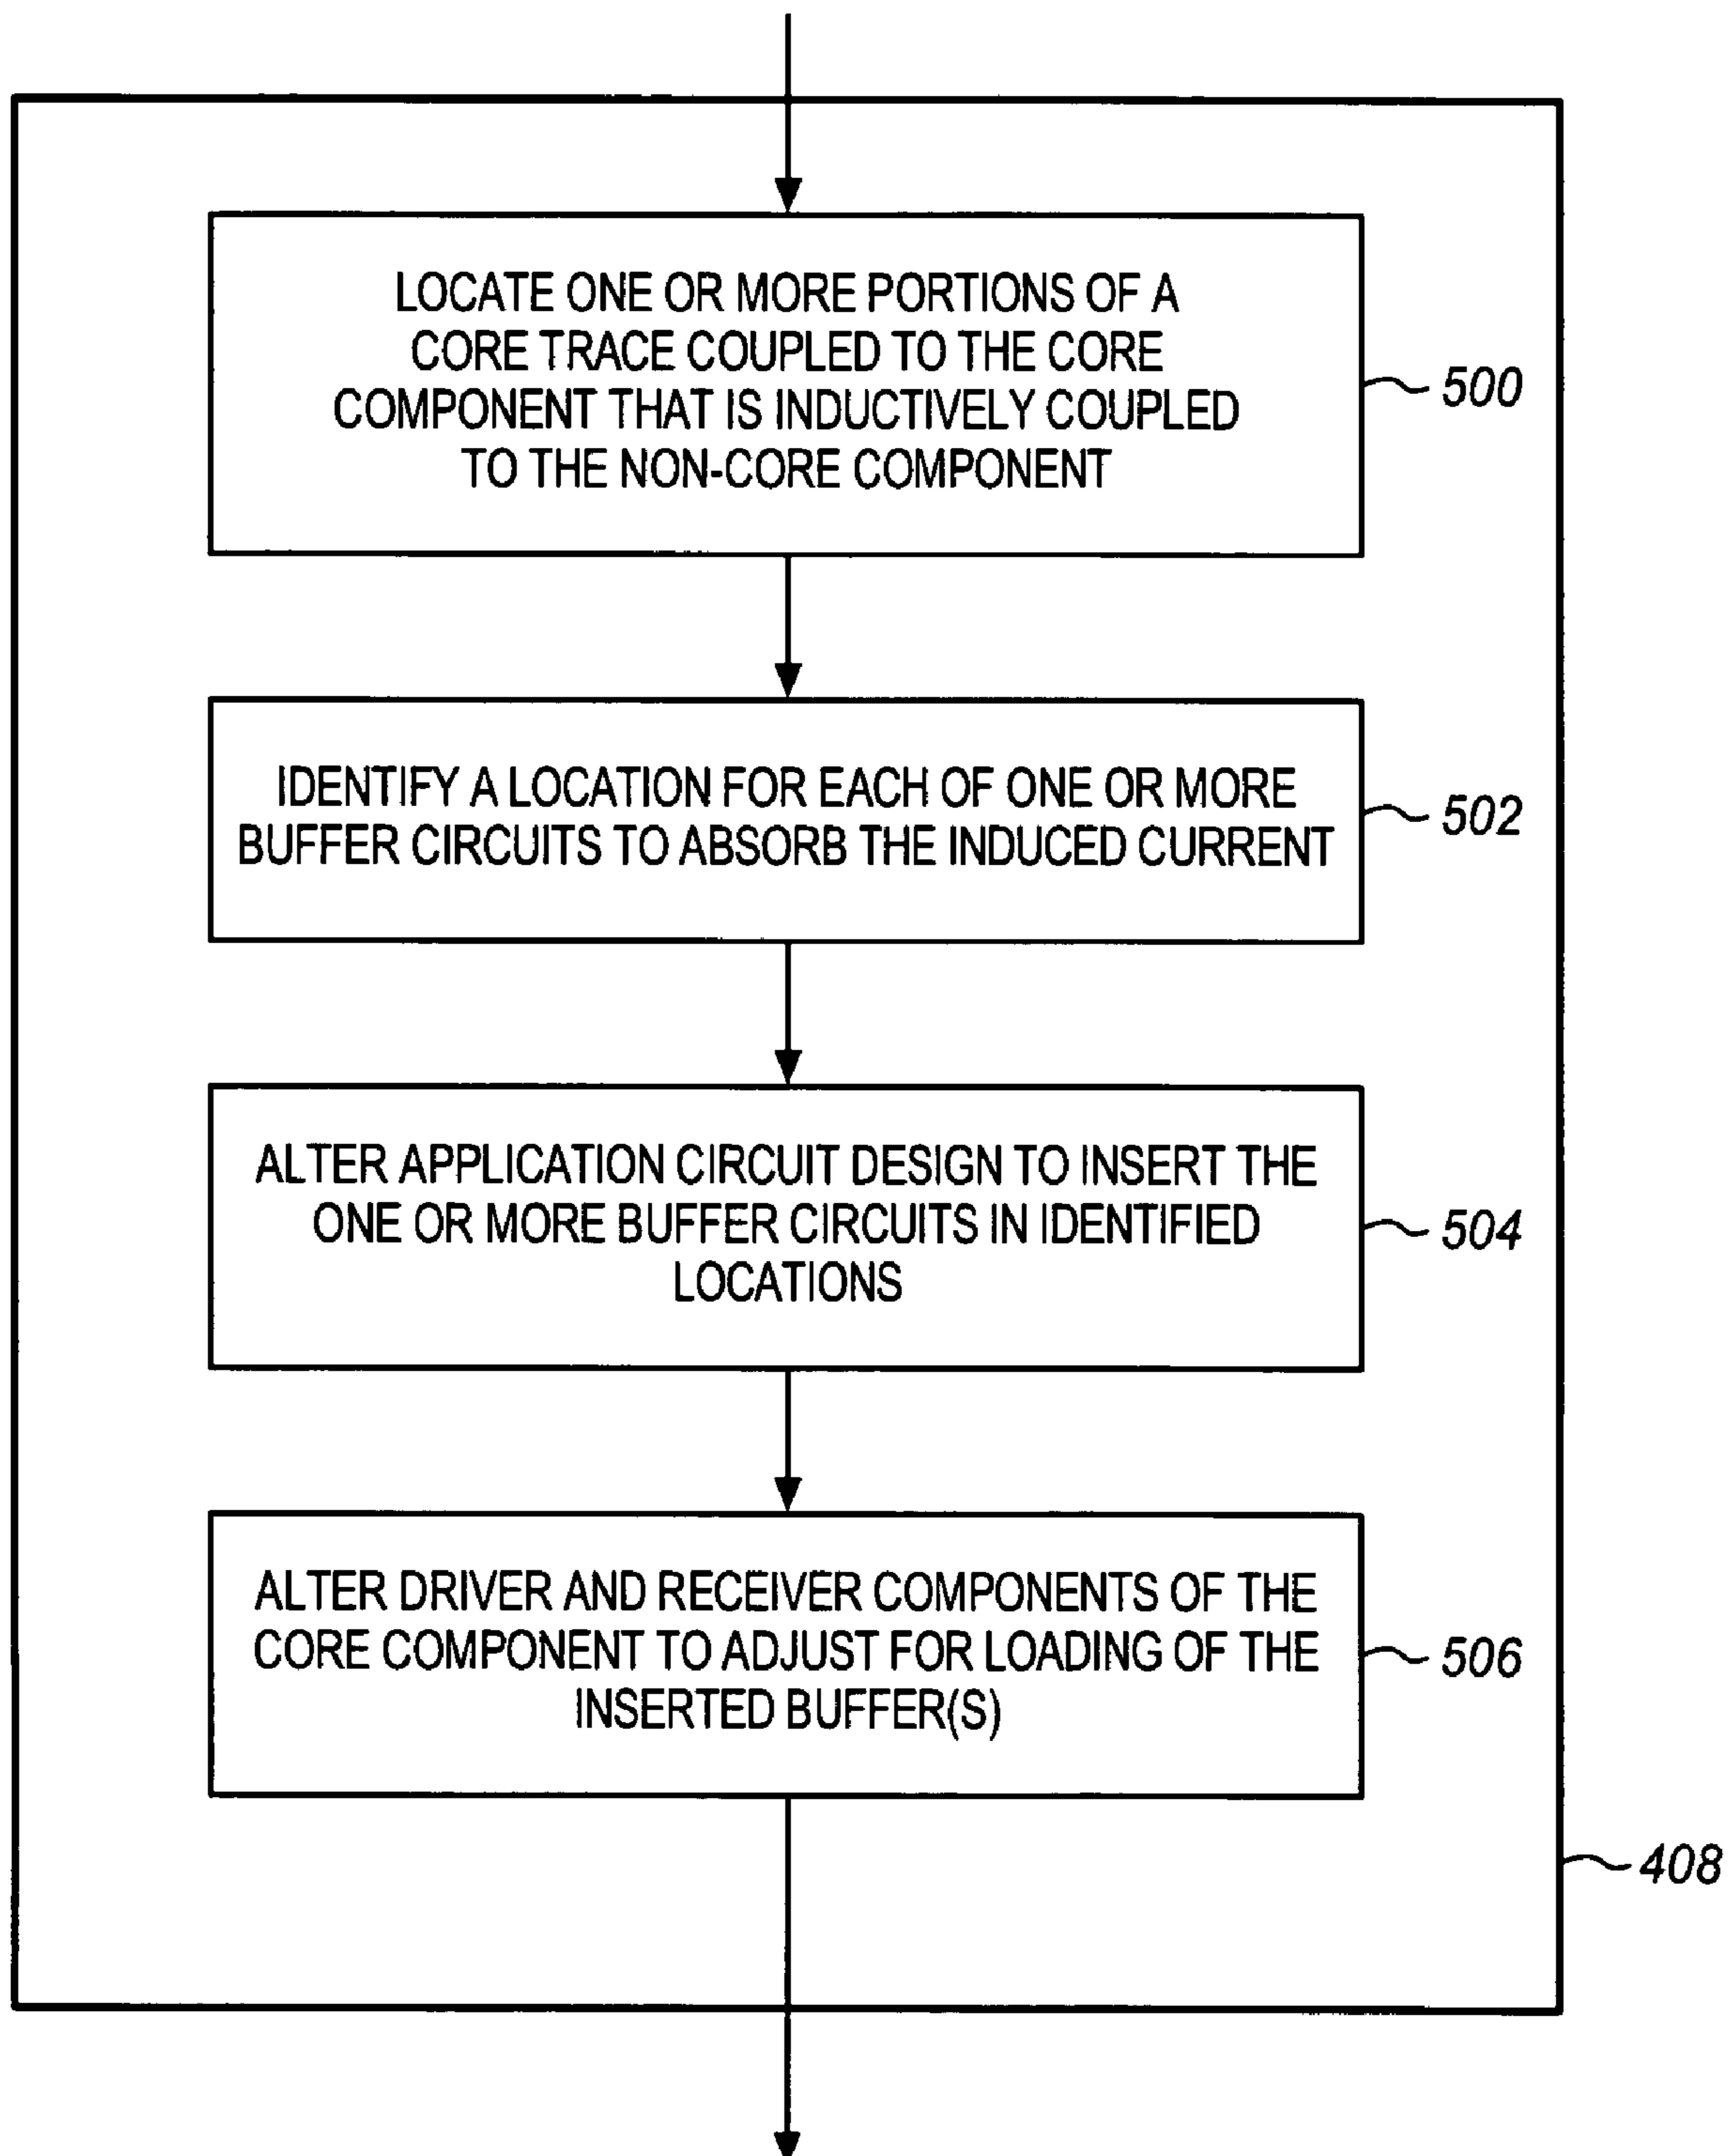 LOCATE ONE OR MORE PORTIONS OF A
CORE TRACE COUPLED TO THE CORE
COMPONENT THAT IS INDUCTIVELY COUPLED
TO THE NON-CORE COMPONENT
500
IDENTIFY A LOCATION FOR EACH OF ONE OR MORE
BUFFER CIRCUITS TO ABSORB THE INDUCED CURRENT
502
ALTER APPLICATION CIRCUIT DESIGN TO INSERT THE
ONE OR MORE BUFFER CIRCUITS IN IDENTIFIED
LOCATIONS
504
ALTER DRIVER AND RECEIVER COMPONENTS OF THE
CORE COMPONENT TO ADJUST FOR LOADING OF THE
INSERTED BUFFER(S)
506
408